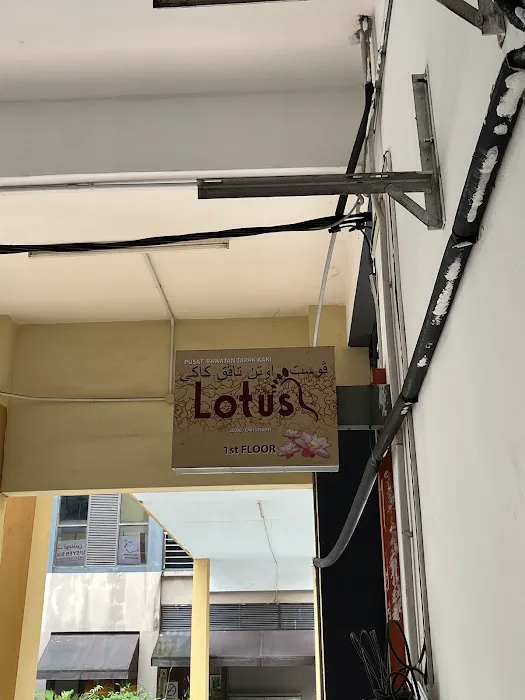 PUSAT RAWATAN TAPAK KAKI
ڤوست راوتن تاڤق كاكي
Lotus
1st FLOOR